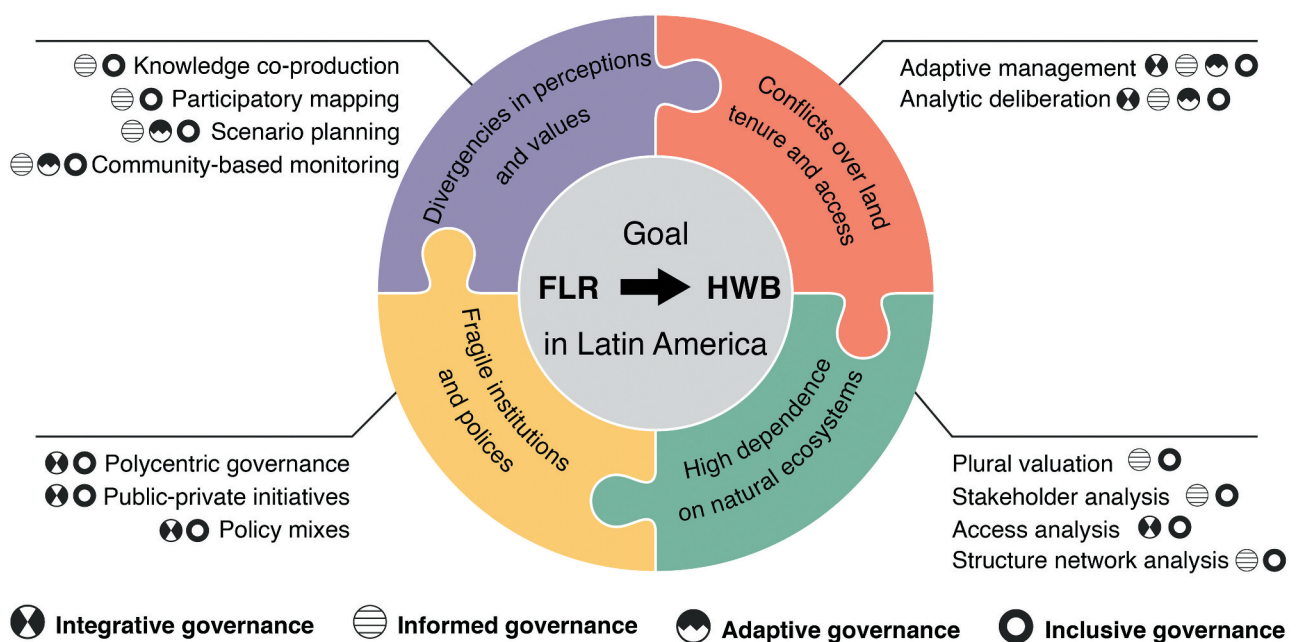 Knowledge co-production
Participatory mapping
Scenario planning
Community-based monitoring
Divergencies in perceptions
and values
Conflicts over land
tenure and access
Adaptive management
Analytic deliberation
Goal
FLR HWB
in Latin America
Fragile institutions
and polices
High dependence
on natural ecosystems
Polycentric governance
Public-private initiatives
Policy mixes
Plural valuation
Stakeholder analysis
Access analysis
Structure network analysis
Integrative governance
Informed governance
Adaptive governance
Inclusive governance